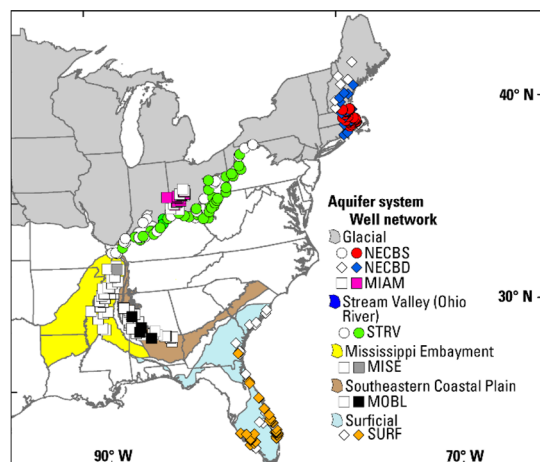 40° N
Aquifer system
Well network
Glacial
NECBS
NECBD
MIAM
30° N
Stream Valley (Ohio
River)
STRV
Mississippi Embayment
MISE
Southeastern Coastal Plain
MOBL
Surficial
SURF
90° W
70° W